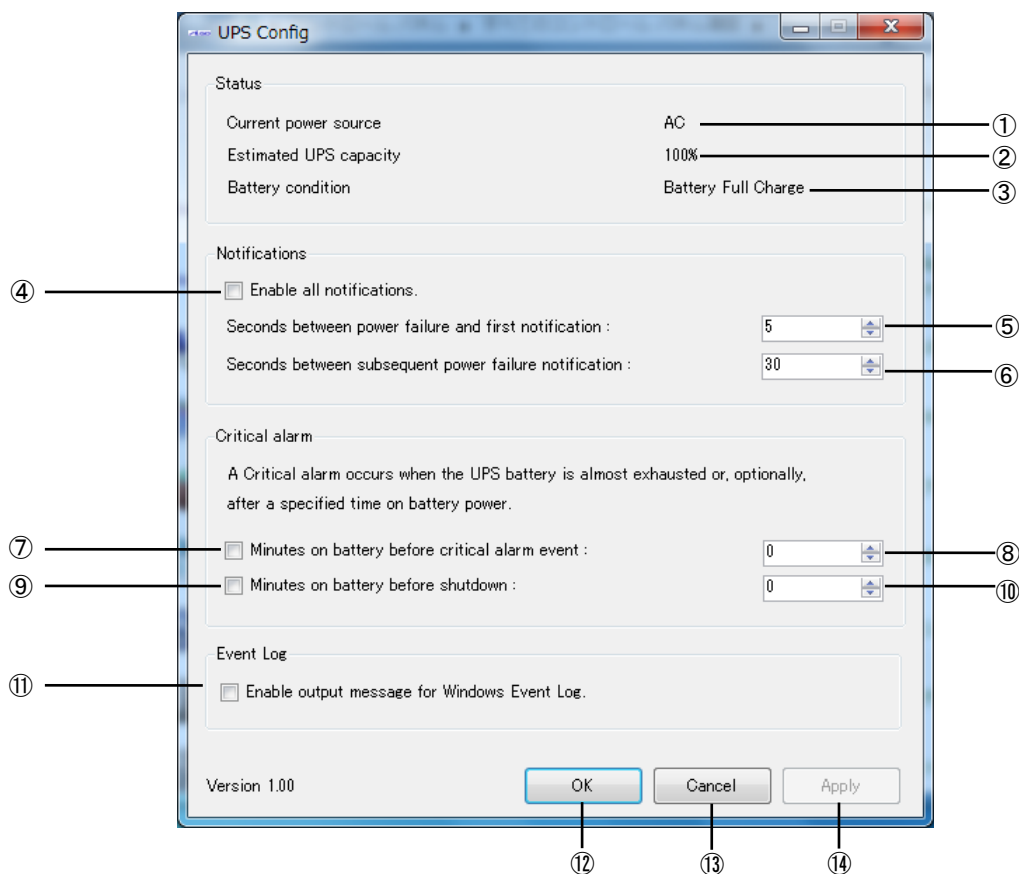 UPS Config
Status
Current power source AC ①
Estimated UPS capacity 100% ②
Battery condition Battery Full Charge ③
Notifications
④ Enable all notifications.
Seconds between power failure and first notification : 5 ⑤
Seconds between subsequent power failure notification : 30 ⑥
Critical alarm
A Critical alarm occurs when the UPS battery is almost exhausted or, optionally,
after a specified time on battery power.
⑦ Minutes on battery before critical alarm event : 0 ⑧
⑨ Minutes on battery before shutdown : 0 ⑩
Event Log
⑪ Enable output message for Windows Event Log.
Version 1.00 OK Cancel Apply
⑫ ⑬ ⑭